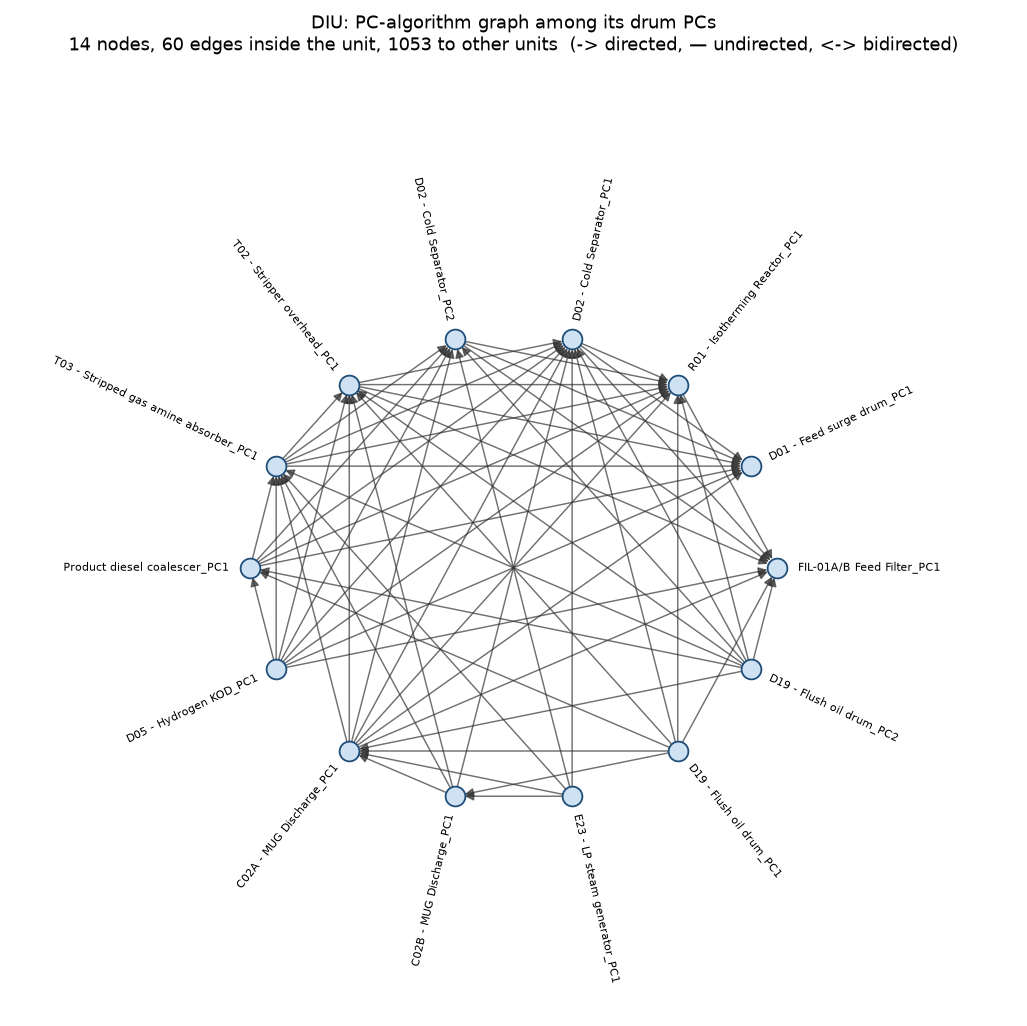 DIU: PC-algorithm graph among its drum PCs
14 nodes, 60 edges inside the unit, 1053 to other units  (-> directed, — undirected, <-> bidirected)
D02 - Cold Separator_PC2
D02 - Cold Separator_PC1
T02 - Stripper overhead_PC1
R01 - Isotherming Reactor_PC1
T03 - Stripped gas amine absorber_PC1
D01 - Feed surge drum_PC1
Product diesel coalescer_PC1
FIL-01A/B Feed Filter_PC1
D05 - Hydrogen KOD_PC1
D19 - Flush oil drum_PC2
C02A - MUG Discharge_PC1
D19 - Flush oil drum_PC1
C02B - MUG Discharge_PC1
E23 - LP steam generator_PC1